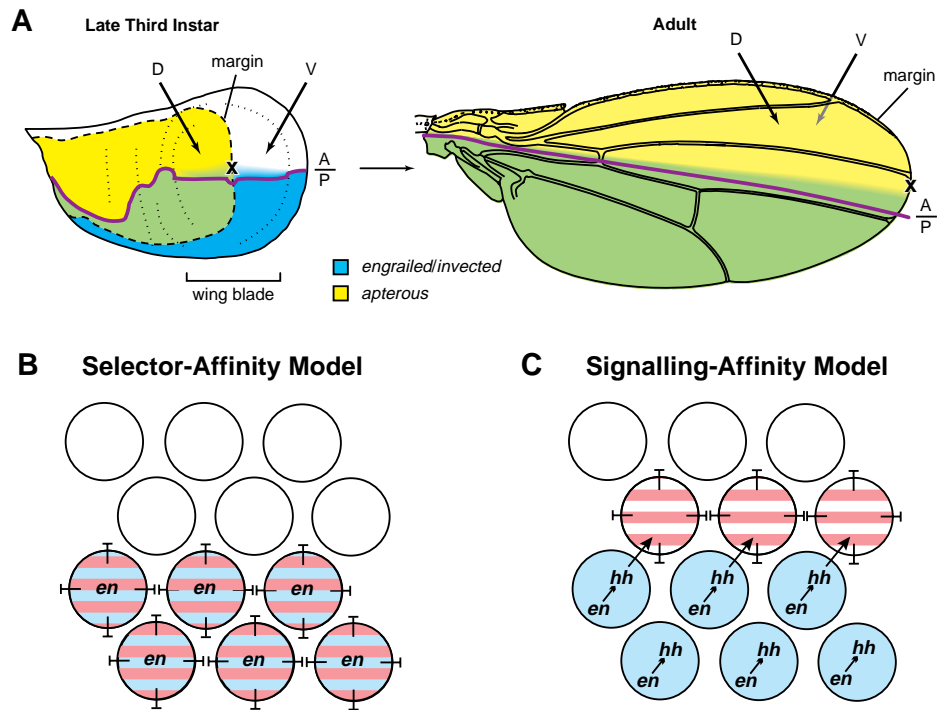 A
Late Third Instar
Adult
D
margin
V
D
V
margin
X
A
P
X
A
P
engrailed/invected
apterous
wing blade
B Selector-Affinity Model
C Signalling-Affinity Model
en en en
en en en
hh hh hh
en en en
hh hh hh
en en en